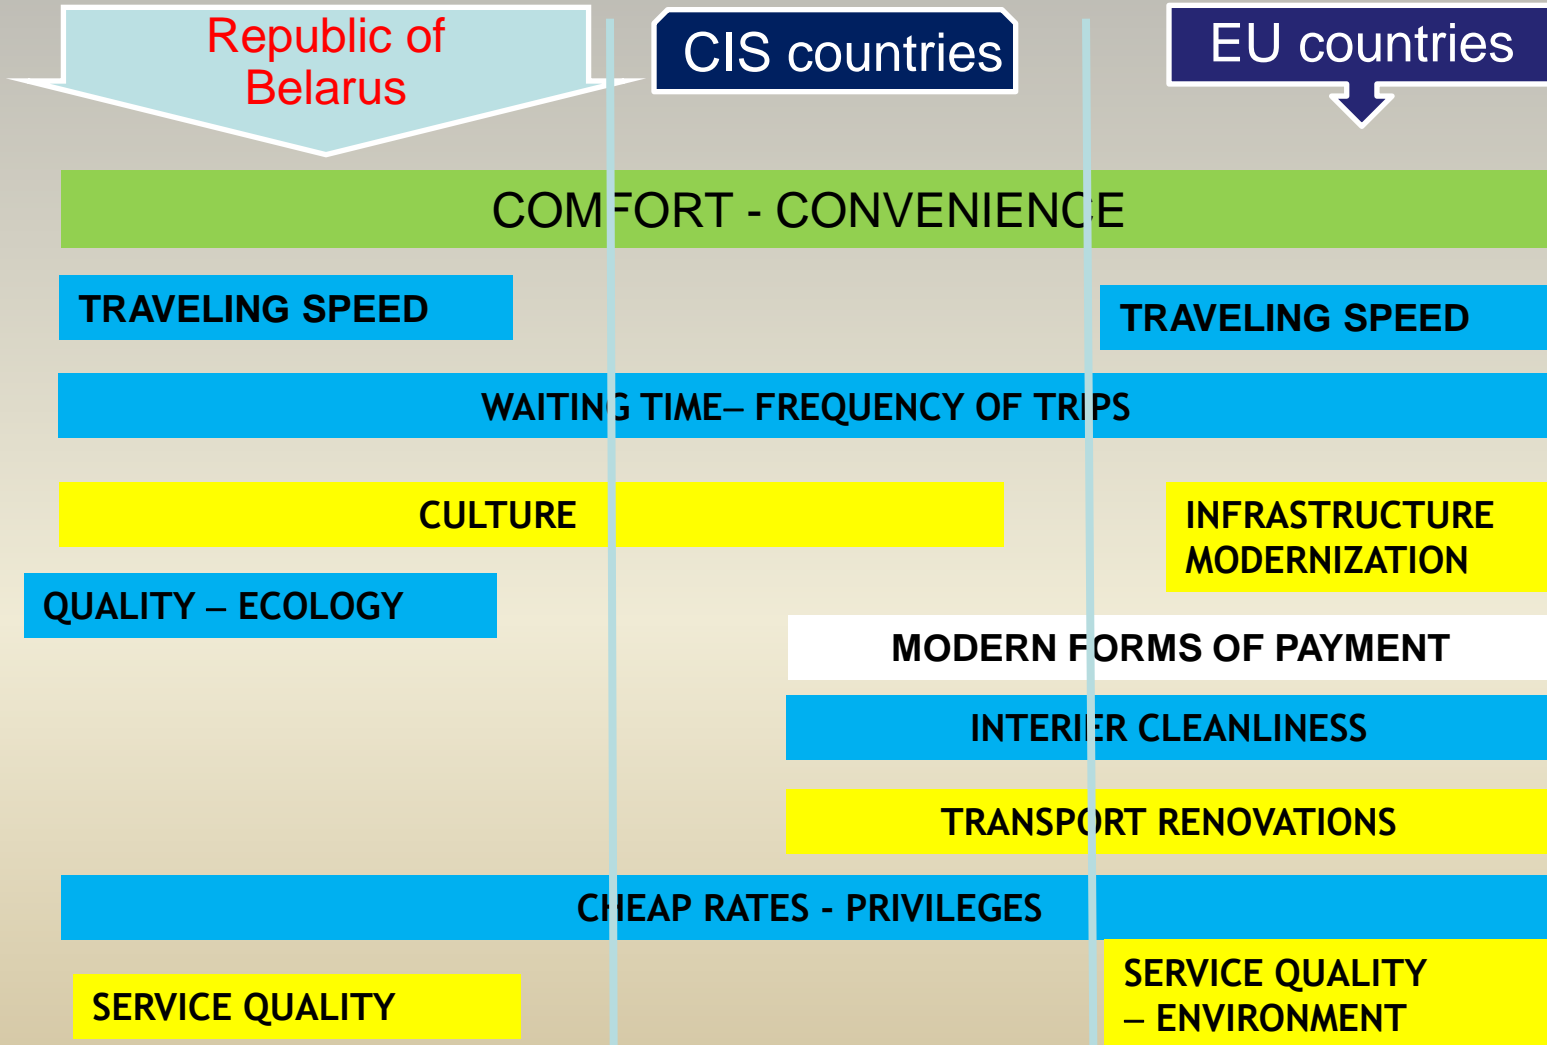 Republic of
Belarus
CIS countries
EU countries
COMFORT - CONVENIENCE
TRAVELING SPEED
TRAVELING SPEED
WAITING TIME– FREQUENCY OF TRIPS
CULTURE
INFRASTRUCTURE
MODERNIZATION
QUALITY – ECOLOGY
MODERN FORMS OF PAYMENT
INTERIER CLEANLINESS
TRANSPORT RENOVATIONS
CHEAP RATES - PRIVILEGES
SERVICE QUALITY
SERVICE QUALITY
– ENVIRONMENT